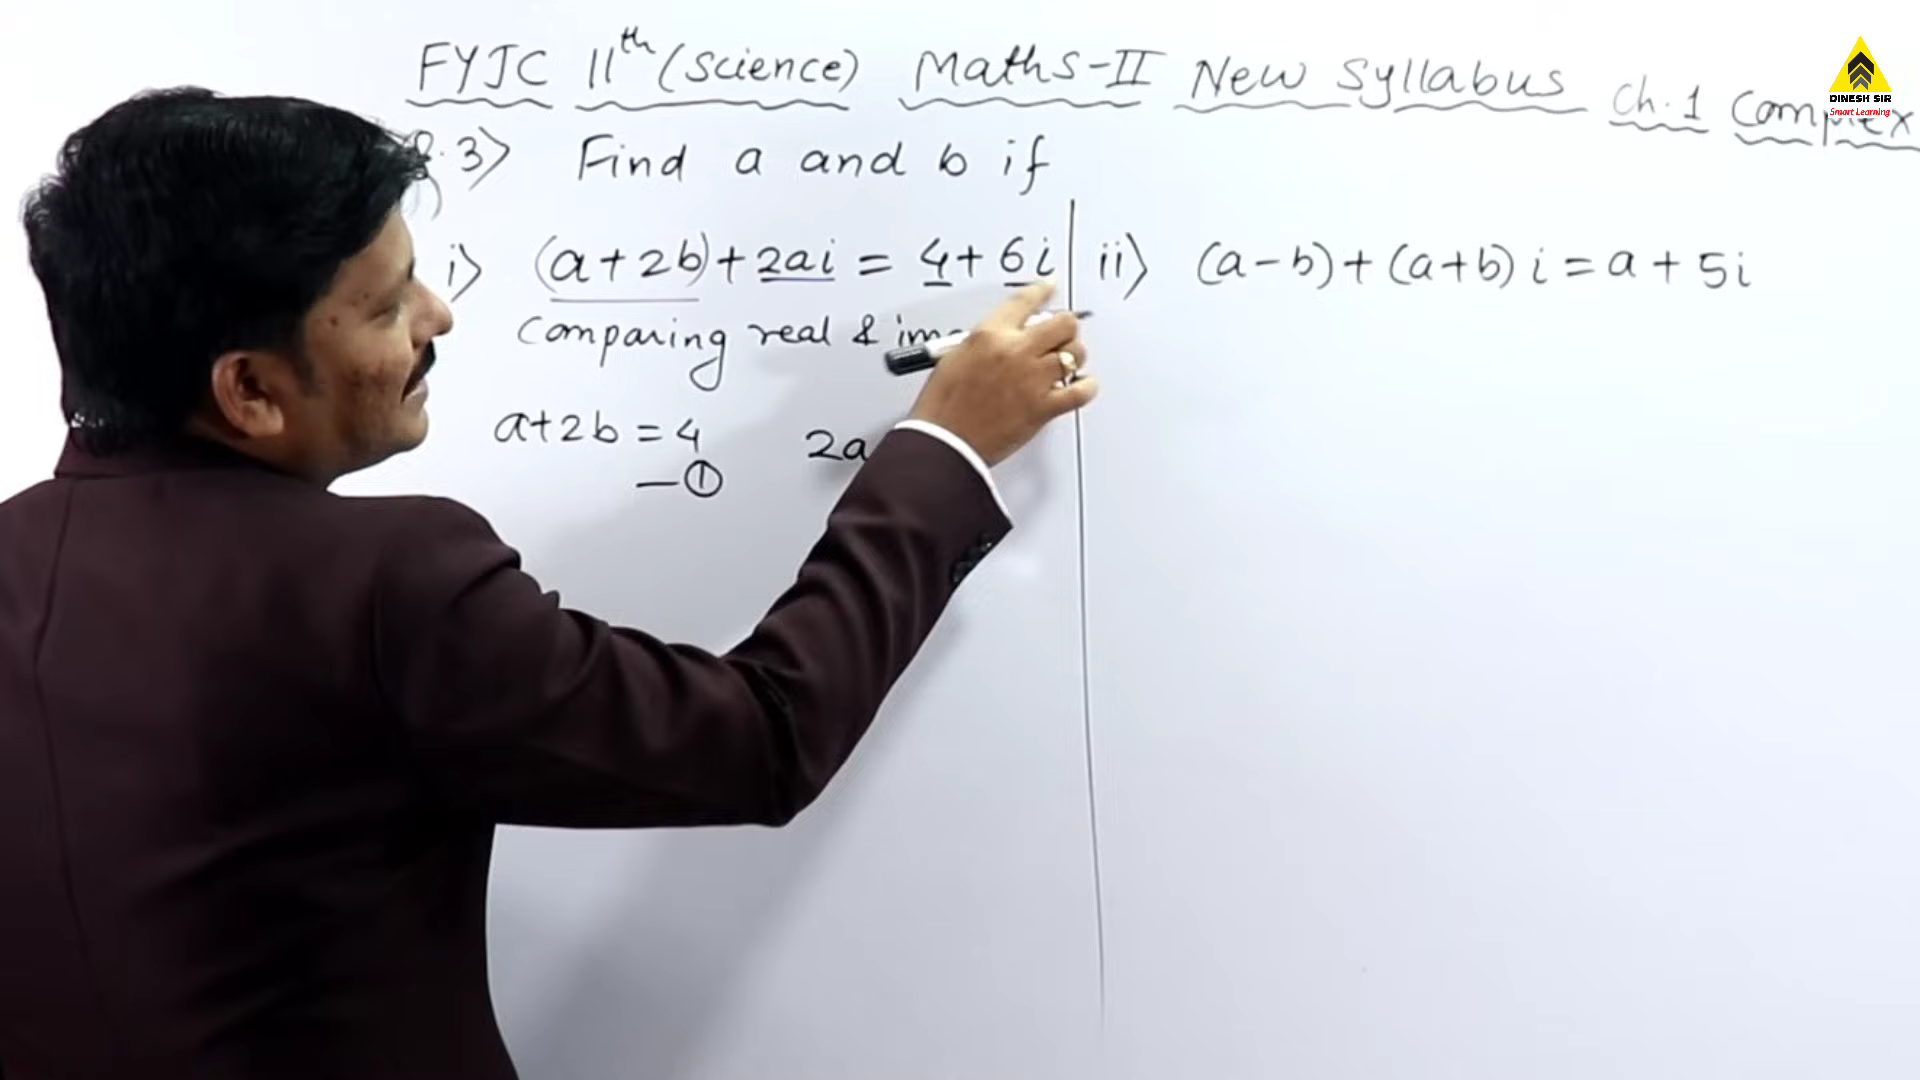 FYJC 11th (Science) Maths-II New Syllabus Ch.1 Complex
DINESH SIR
Smart Learning
3> Find a and b if
i> (a+2b)+2ai = 4+6i
ii> (a-b)+(a+b)i=a+5i
Comparing real &
a+2b=4 2a
—①